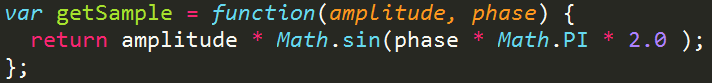 var getSample = function(amplitude, phase) {
  return amplitude * Math.sin(phase * Math.PI * 2.0 );
};